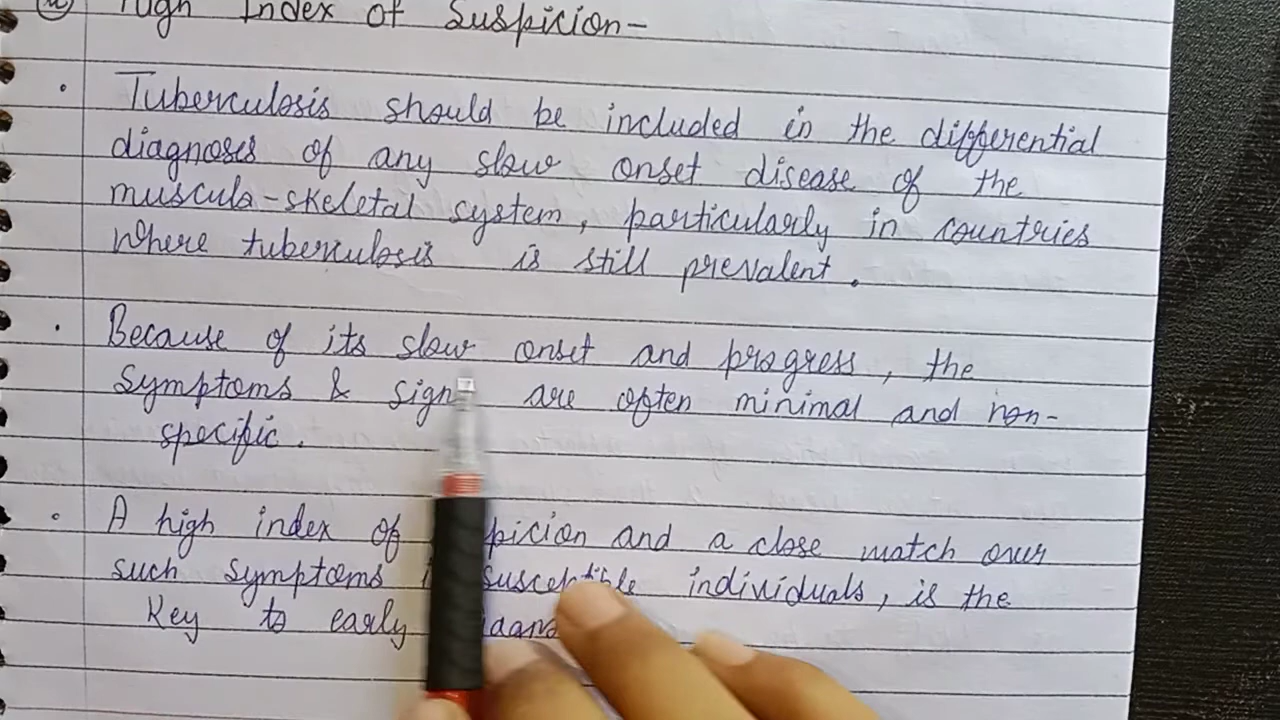 (ii) High Index of Suspicion-
• Tuberculosis should be included in the differential
diagnoses of any slow onset disease of the
musculo-skeletal system, particularly in countries
where tuberculosis is still prevalent.
• Because of its slow onset and progress, the
symptoms & signs are often minimal and non-
specific.
• A high index of and a close watch over
such symptoms susceptible individuals, is the
key to early